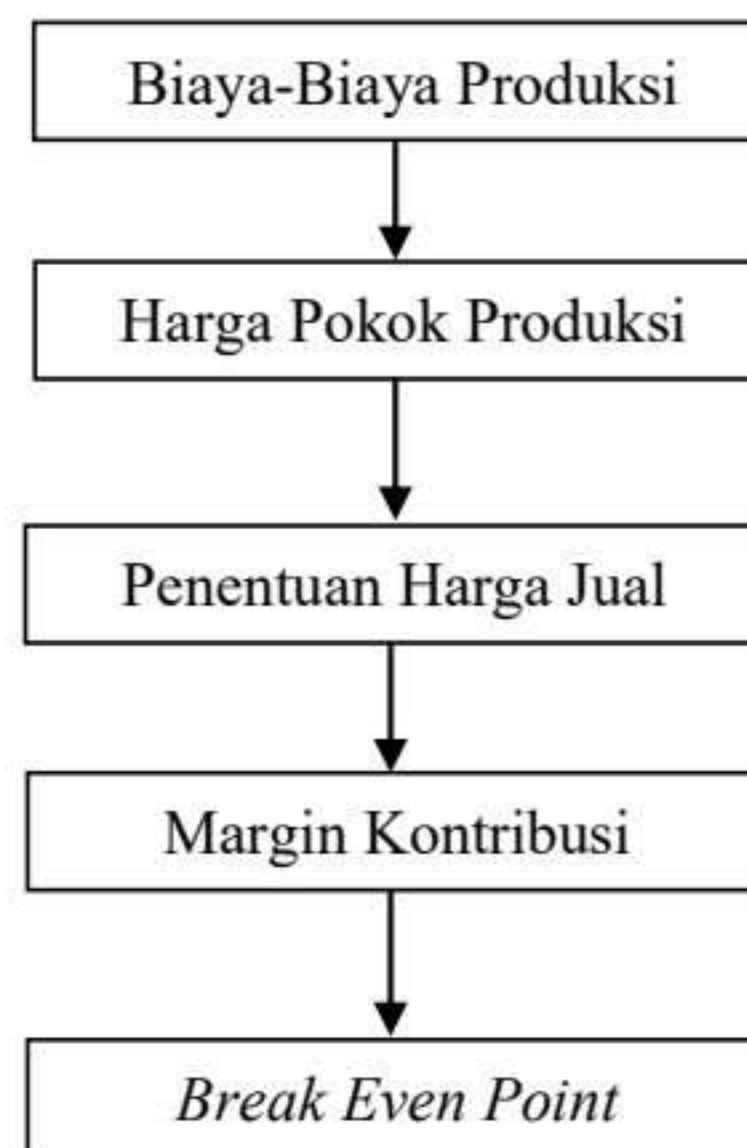 Biaya-Biaya Produksi
Harga Pokok Produksi
Penentuan Harga Jual
Margin Kontribusi
Break Even Point